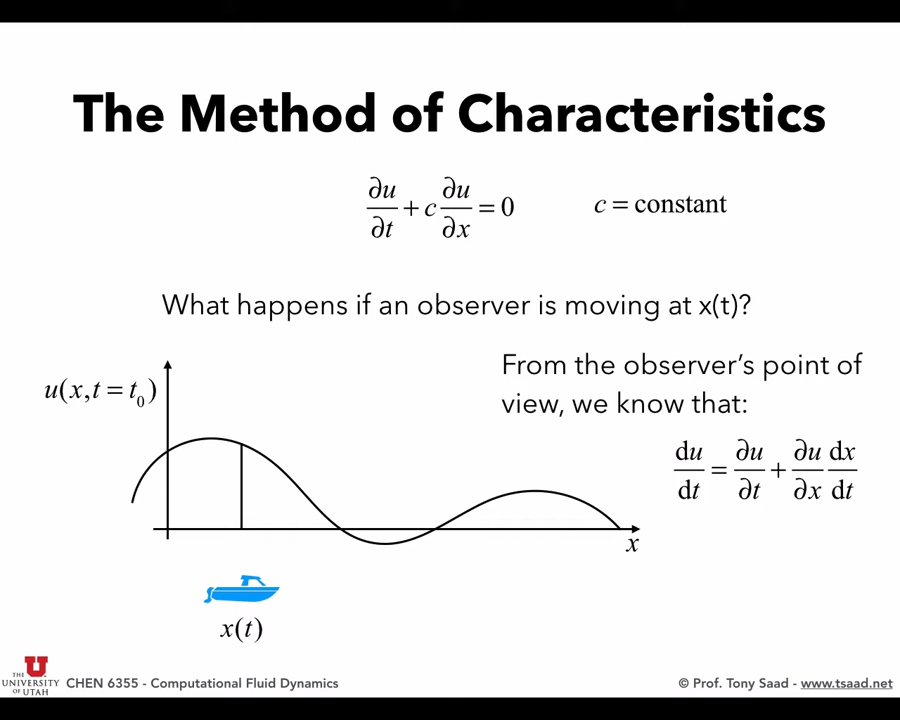 The Method of Characteristics
∂u/∂t + c ∂u/∂x = 0 c = constant
What happens if an observer is moving at x(t)?
u(x,t = t₀)
From the observer’s point of
view, we know that:
du/dt = ∂u/∂t + ∂u/∂x dx/dt
x
x(t)
THE
UNIVERSITY
OF UTAH
CHEN 6355 - Computational Fluid Dynamics
© Prof. Tony Saad - www.tsaad.net